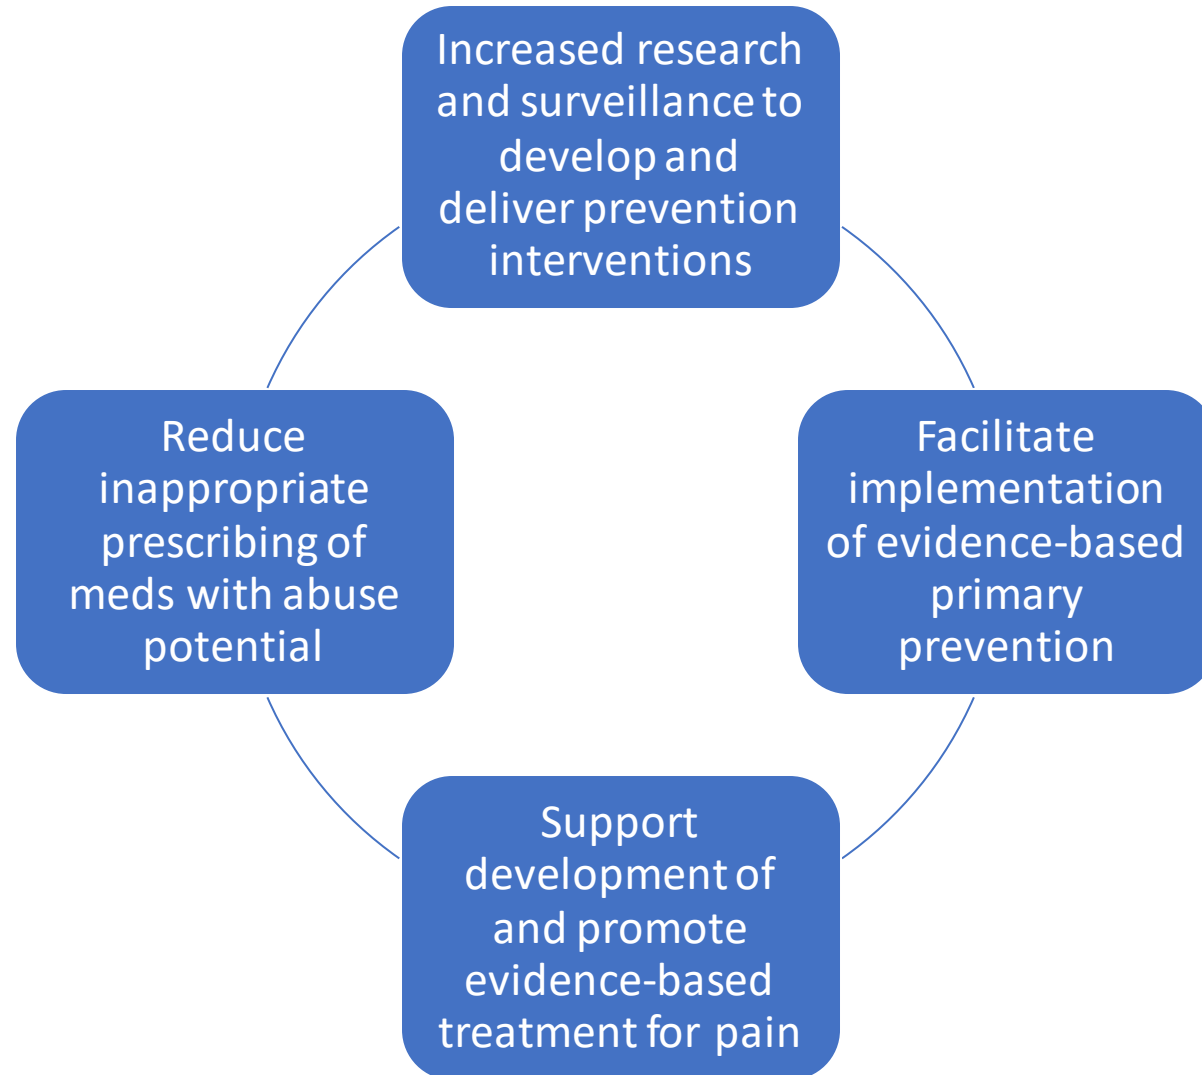 Increased research
and surveillance to
develop and
deliver prevention
interventions
Facilitate
implementation
of evidence-based
primary
prevention
Support
development of
and promote
evidence-based
treatment for pain
Reduce
inappropriate
prescribing of
meds with abuse
potential